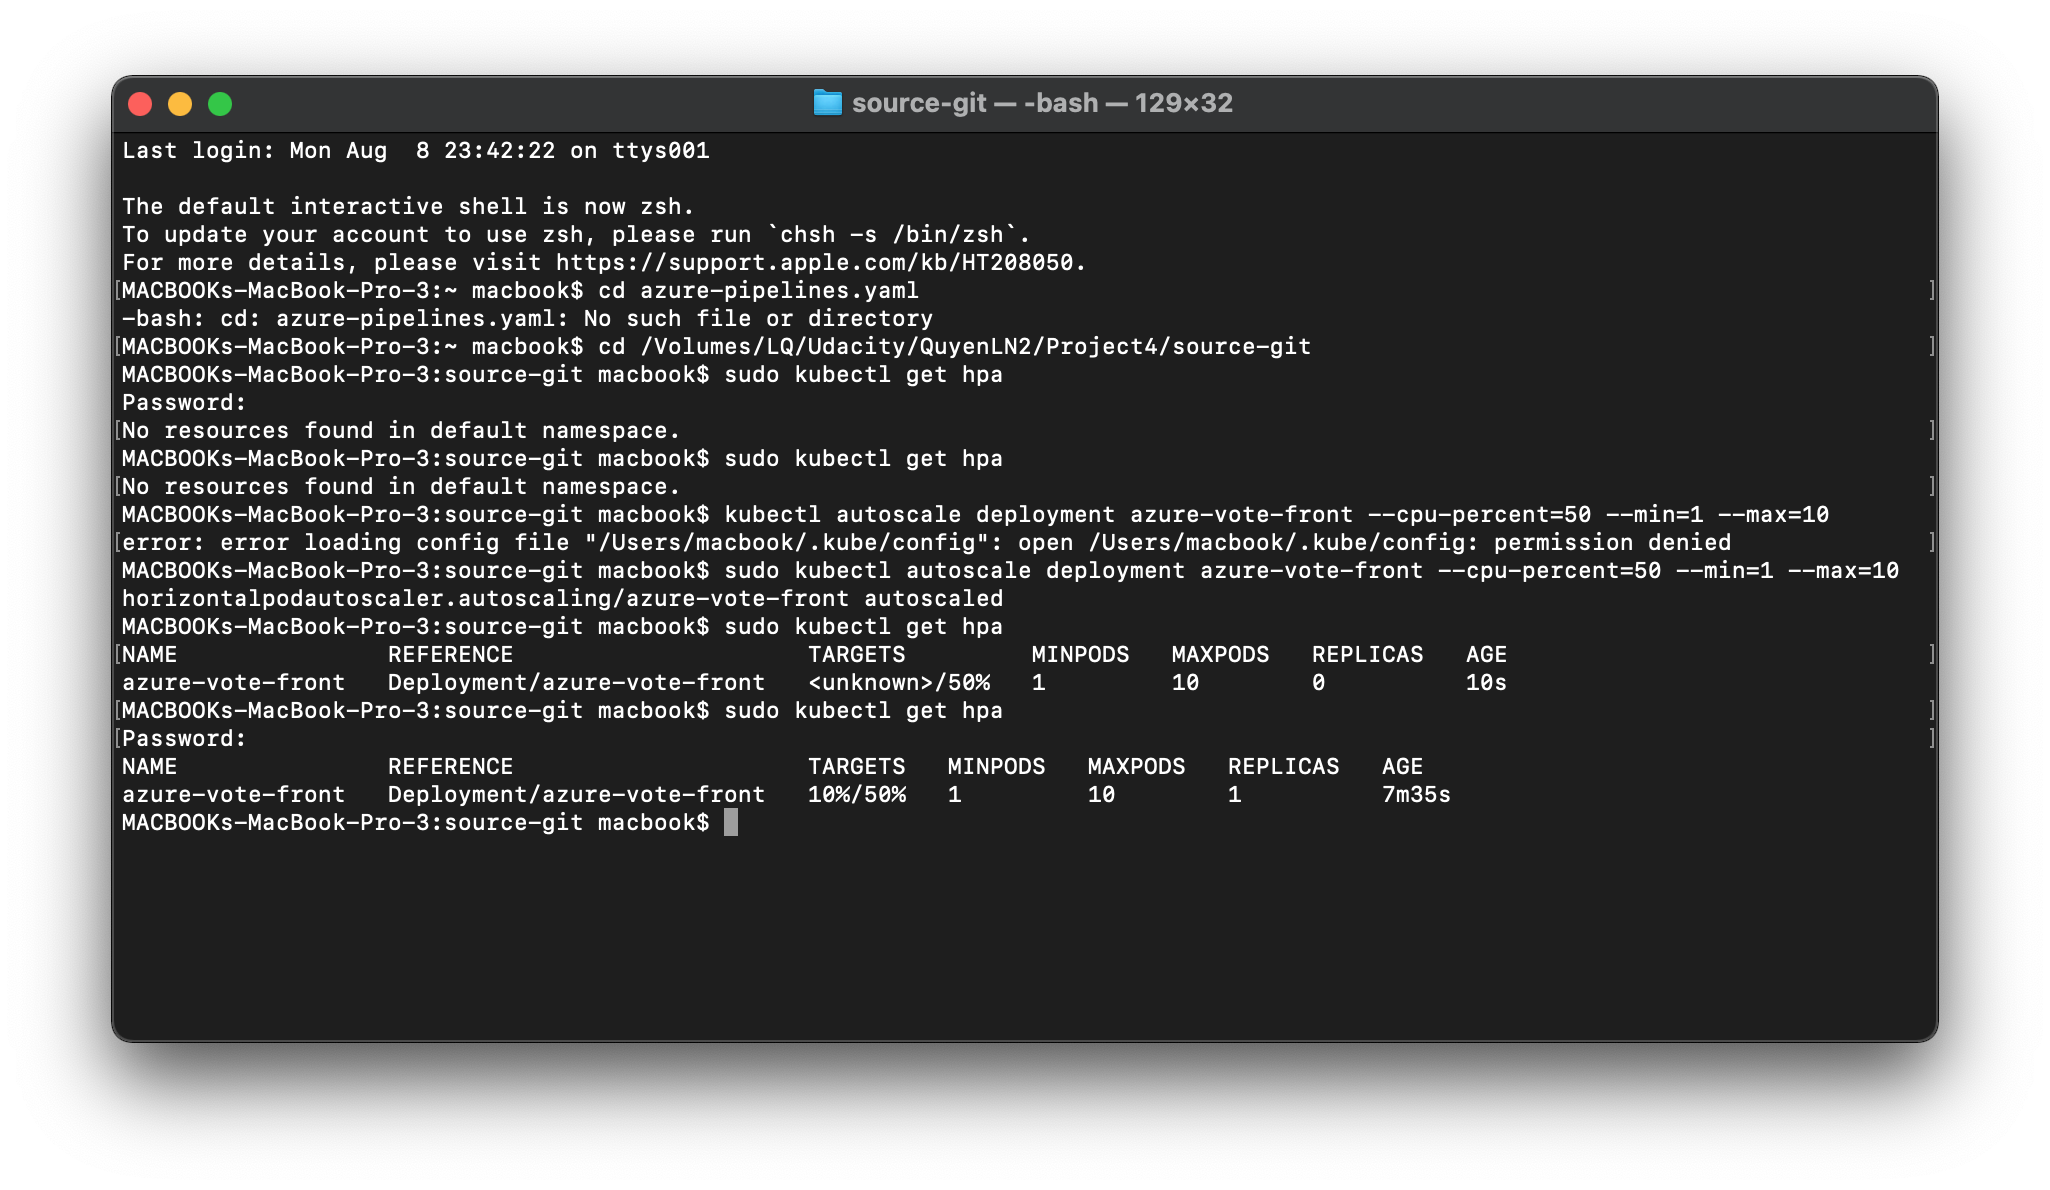 source-git — -bash — 129×32
Last login: Mon Aug  8 23:42:22 on ttys001
The default interactive shell is now zsh.
To update your account to use zsh, please run `chsh -s /bin/zsh`.
For more details, please visit https://support.apple.com/kb/HT208050.
[MACBOOKs-MacBook-Pro-3:~ macbook$ cd azure-pipelines.yaml ]
-bash: cd: azure-pipelines.yaml: No such file or directory
[MACBOOKs-MacBook-Pro-3:~ macbook$ cd /Volumes/LQ/Udacity/QuyenLN2/Project4/source-git ]
MACBOOKs-MacBook-Pro-3:source-git macbook$ sudo kubectl get hpa
Password:
[No resources found in default namespace. ]
MACBOOKs-MacBook-Pro-3:source-git macbook$ sudo kubectl get hpa
[No resources found in default namespace. ]
MACBOOKs-MacBook-Pro-3:source-git macbook$ kubectl autoscale deployment azure-vote-front --cpu-percent=50 --min=1 --max=10
[error: error loading config file "/Users/macbook/.kube/config": open /Users/macbook/.kube/config: permission denied ]
MACBOOKs-MacBook-Pro-3:source-git macbook$ sudo kubectl autoscale deployment azure-vote-front --cpu-percent=50 --min=1 --max=10
horizontalpodautoscaler.autoscaling/azure-vote-front autoscaled
MACBOOKs-MacBook-Pro-3:source-git macbook$ sudo kubectl get hpa
[NAME               REFERENCE                     TARGETS         MINPODS   MAXPODS   REPLICAS   AGE ]
azure-vote-front   Deployment/azure-vote-front   <unknown>/50%   1         10        0          10s
[MACBOOKs-MacBook-Pro-3:source-git macbook$ sudo kubectl get hpa ]
[Password: ]
NAME               REFERENCE                     TARGETS   MINPODS   MAXPODS   REPLICAS   AGE
azure-vote-front   Deployment/azure-vote-front   10%/50%   1         10        1          7m35s
MACBOOKs-MacBook-Pro-3:source-git macbook$